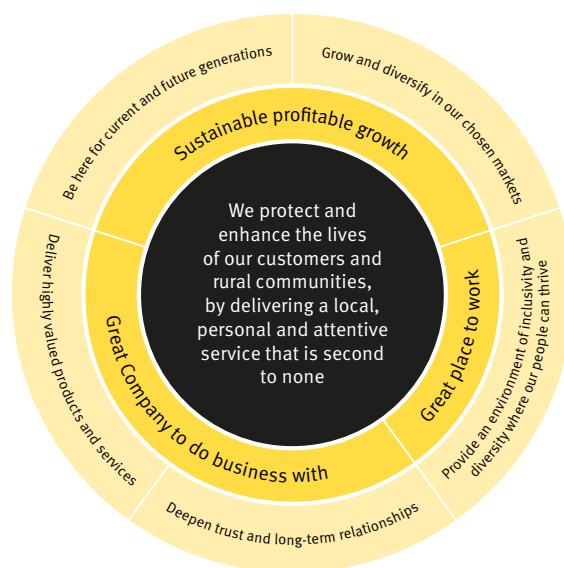 Be here for current and future generations
Grow and diversify in our chosen markets
Sustainable profitable growth
We protect and
enhance the lives
of our customers and
rural communities,
by delivering a local,
personal and attentive
service that is second
to none
Great Company to do business with
Great place to work
Deliver highly valued products and services
Provide an environment of inclusivity and
diversity where our people can thrive
Deepen trust and long-term relationships